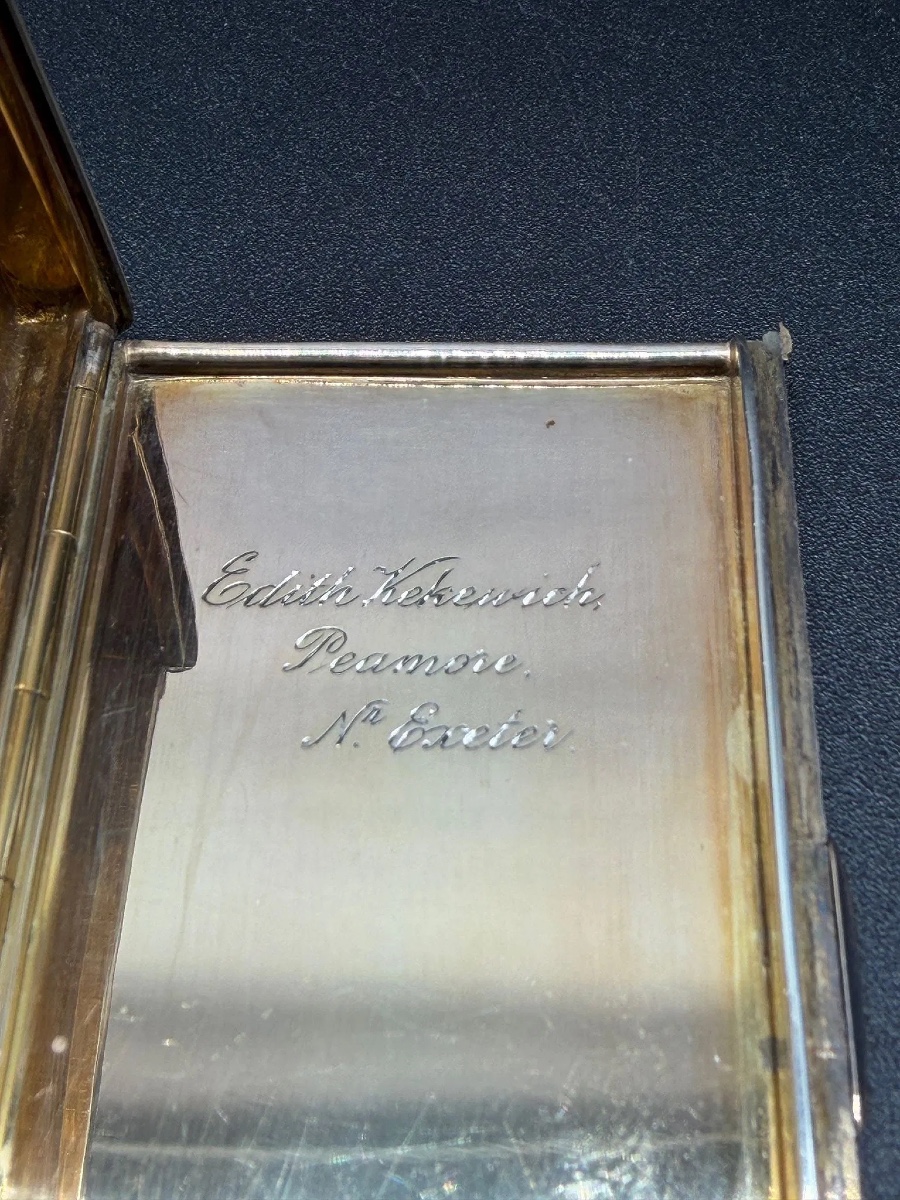 Edith Kekewich,
Peamore.
Nr. Exeter.